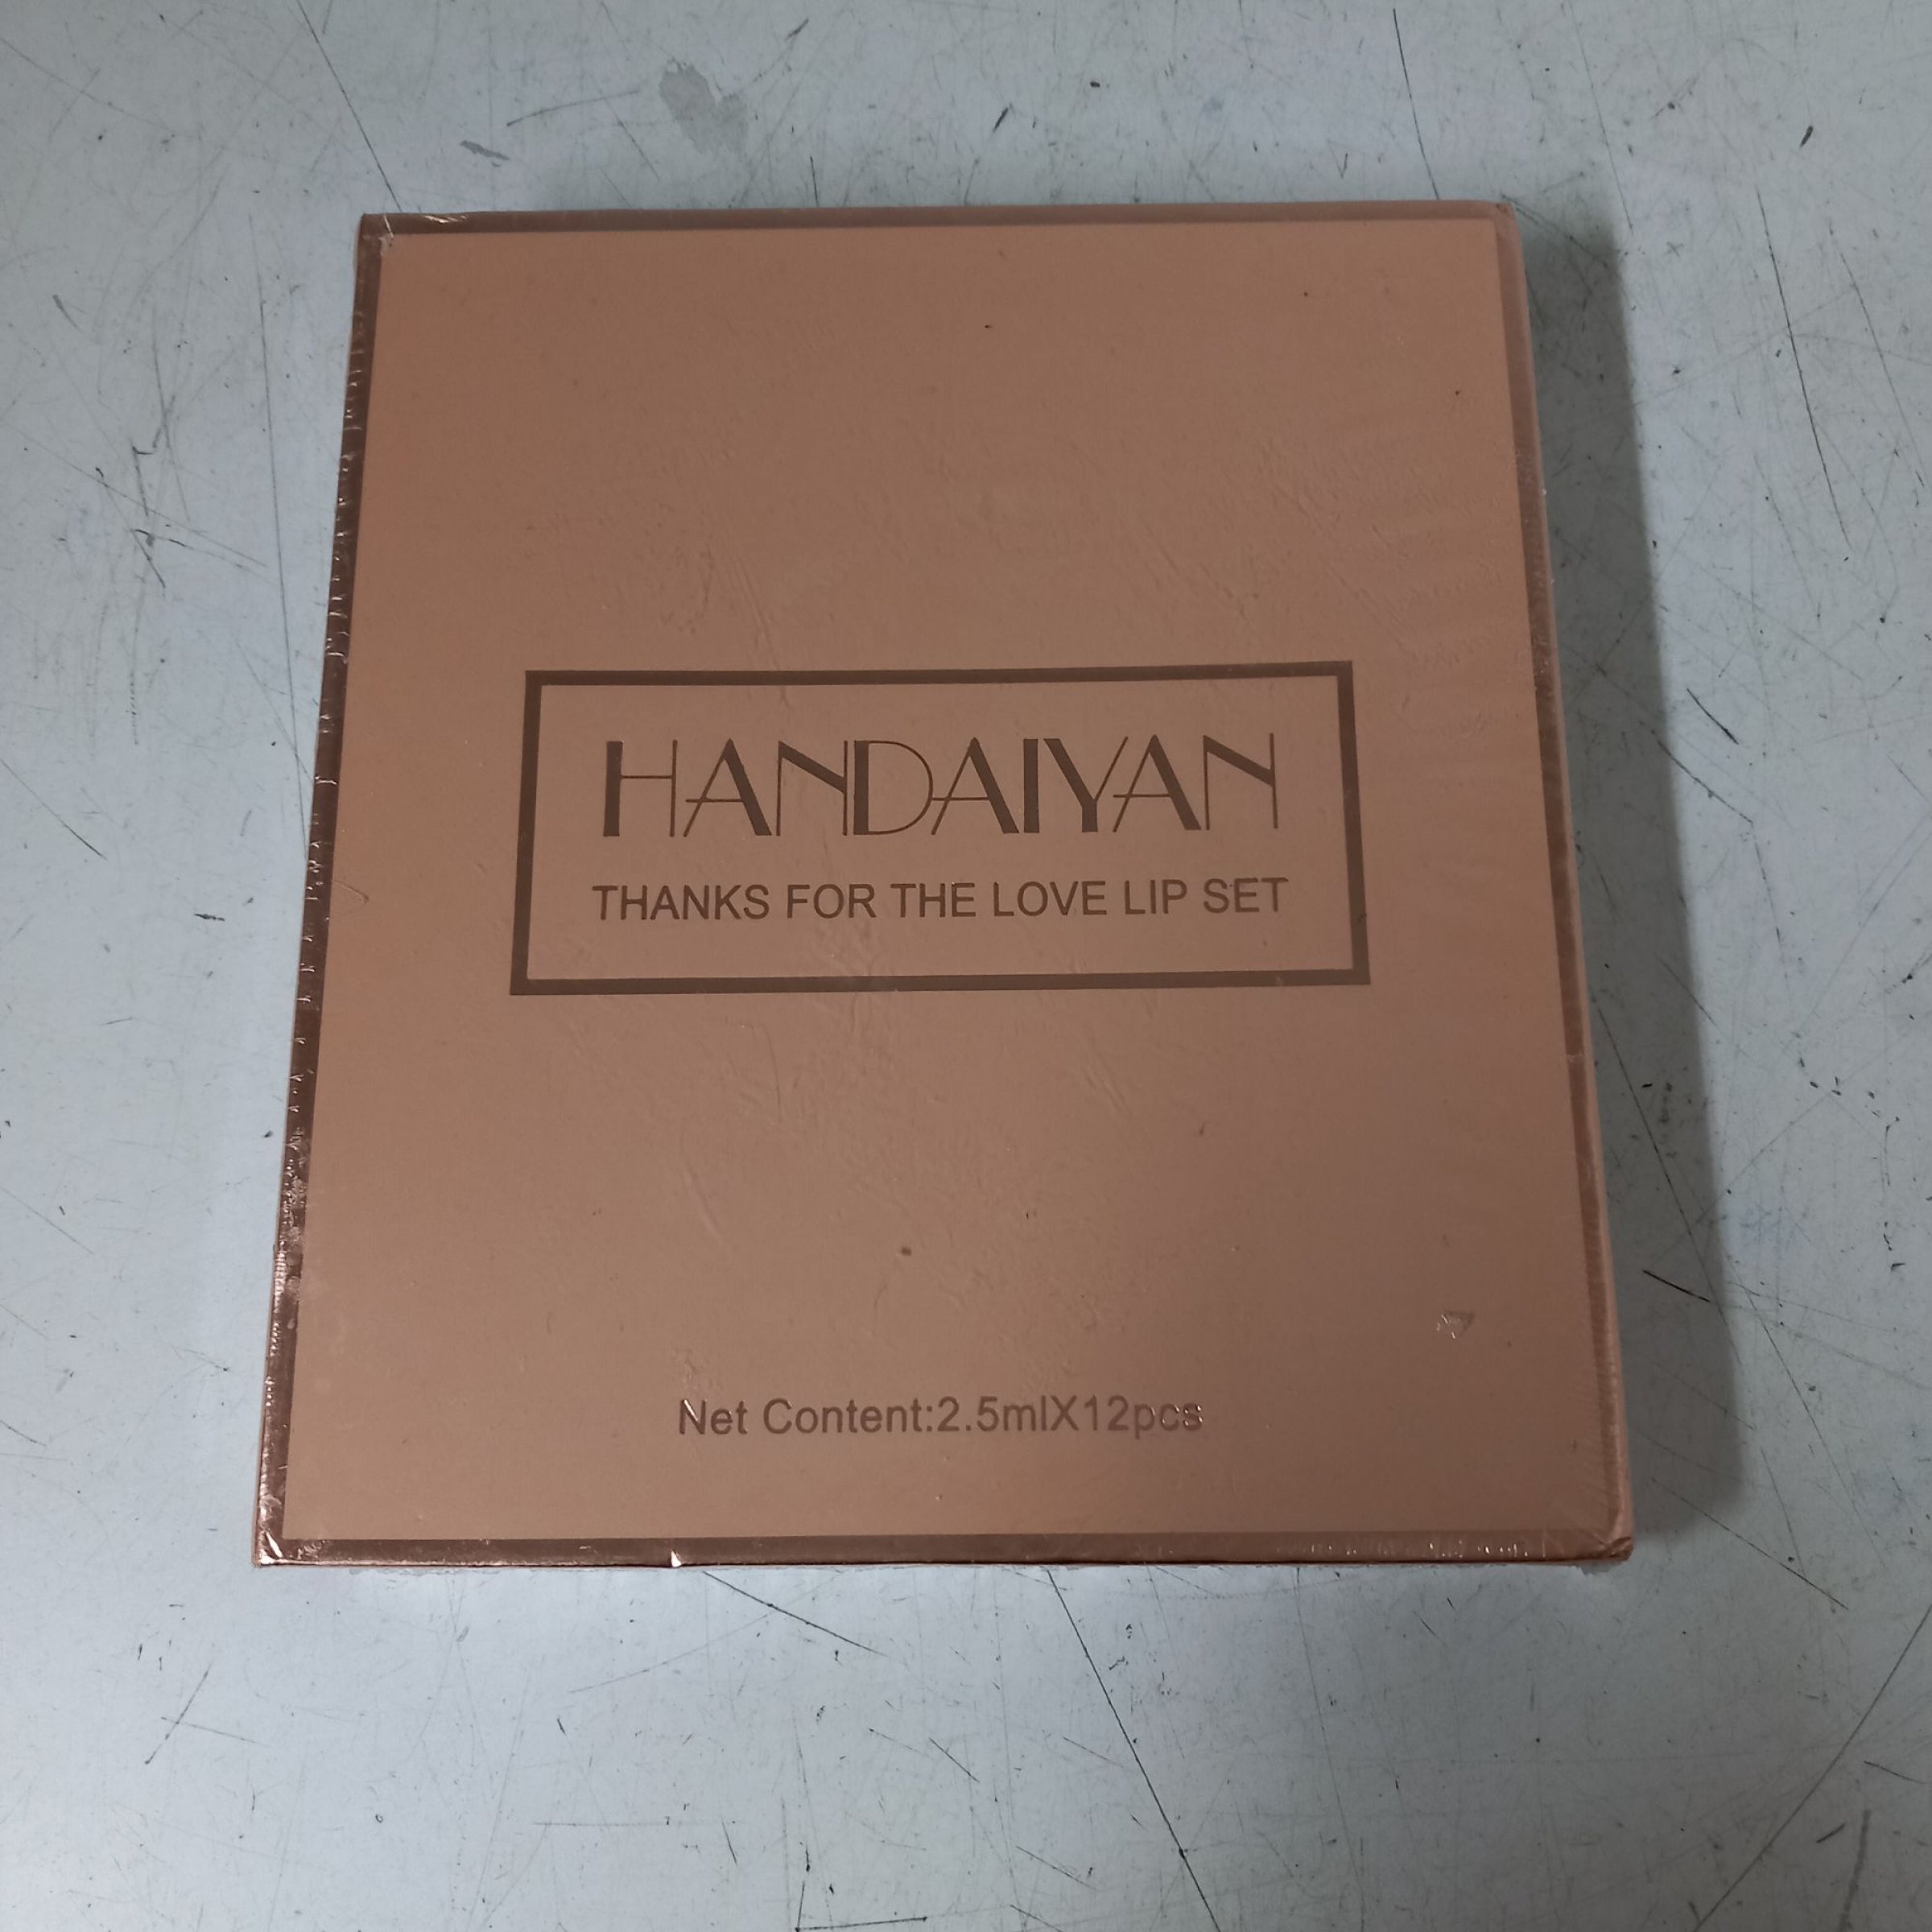 HANDAIYAN
THANKS FOR THE LOVE LIP SET
Net Content:2.5mlX12pcs